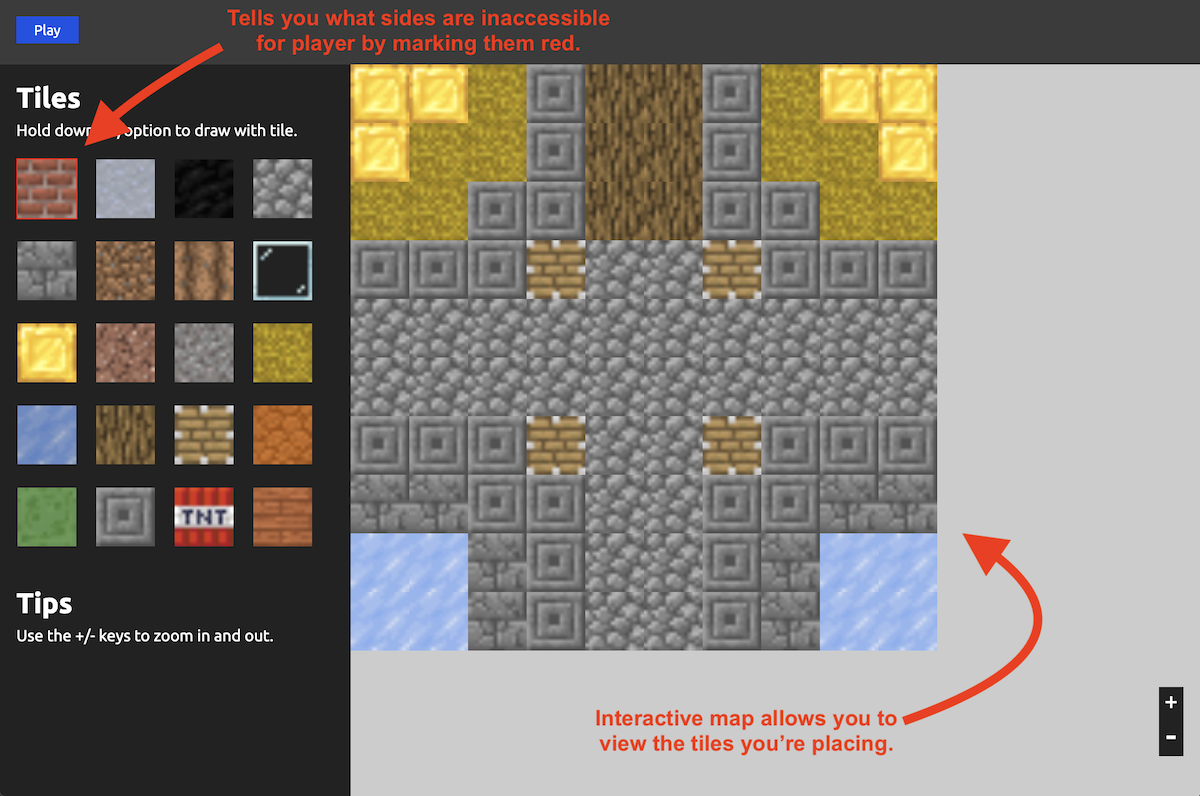 Play
Tells you what sides are inaccessible
for player by marking them red.
Tiles
Hold down option to draw with tile.
TNT
Tips
Use the +/- keys to zoom in and out.
Interactive map allows you to
view the tiles you’re placing.
+
-